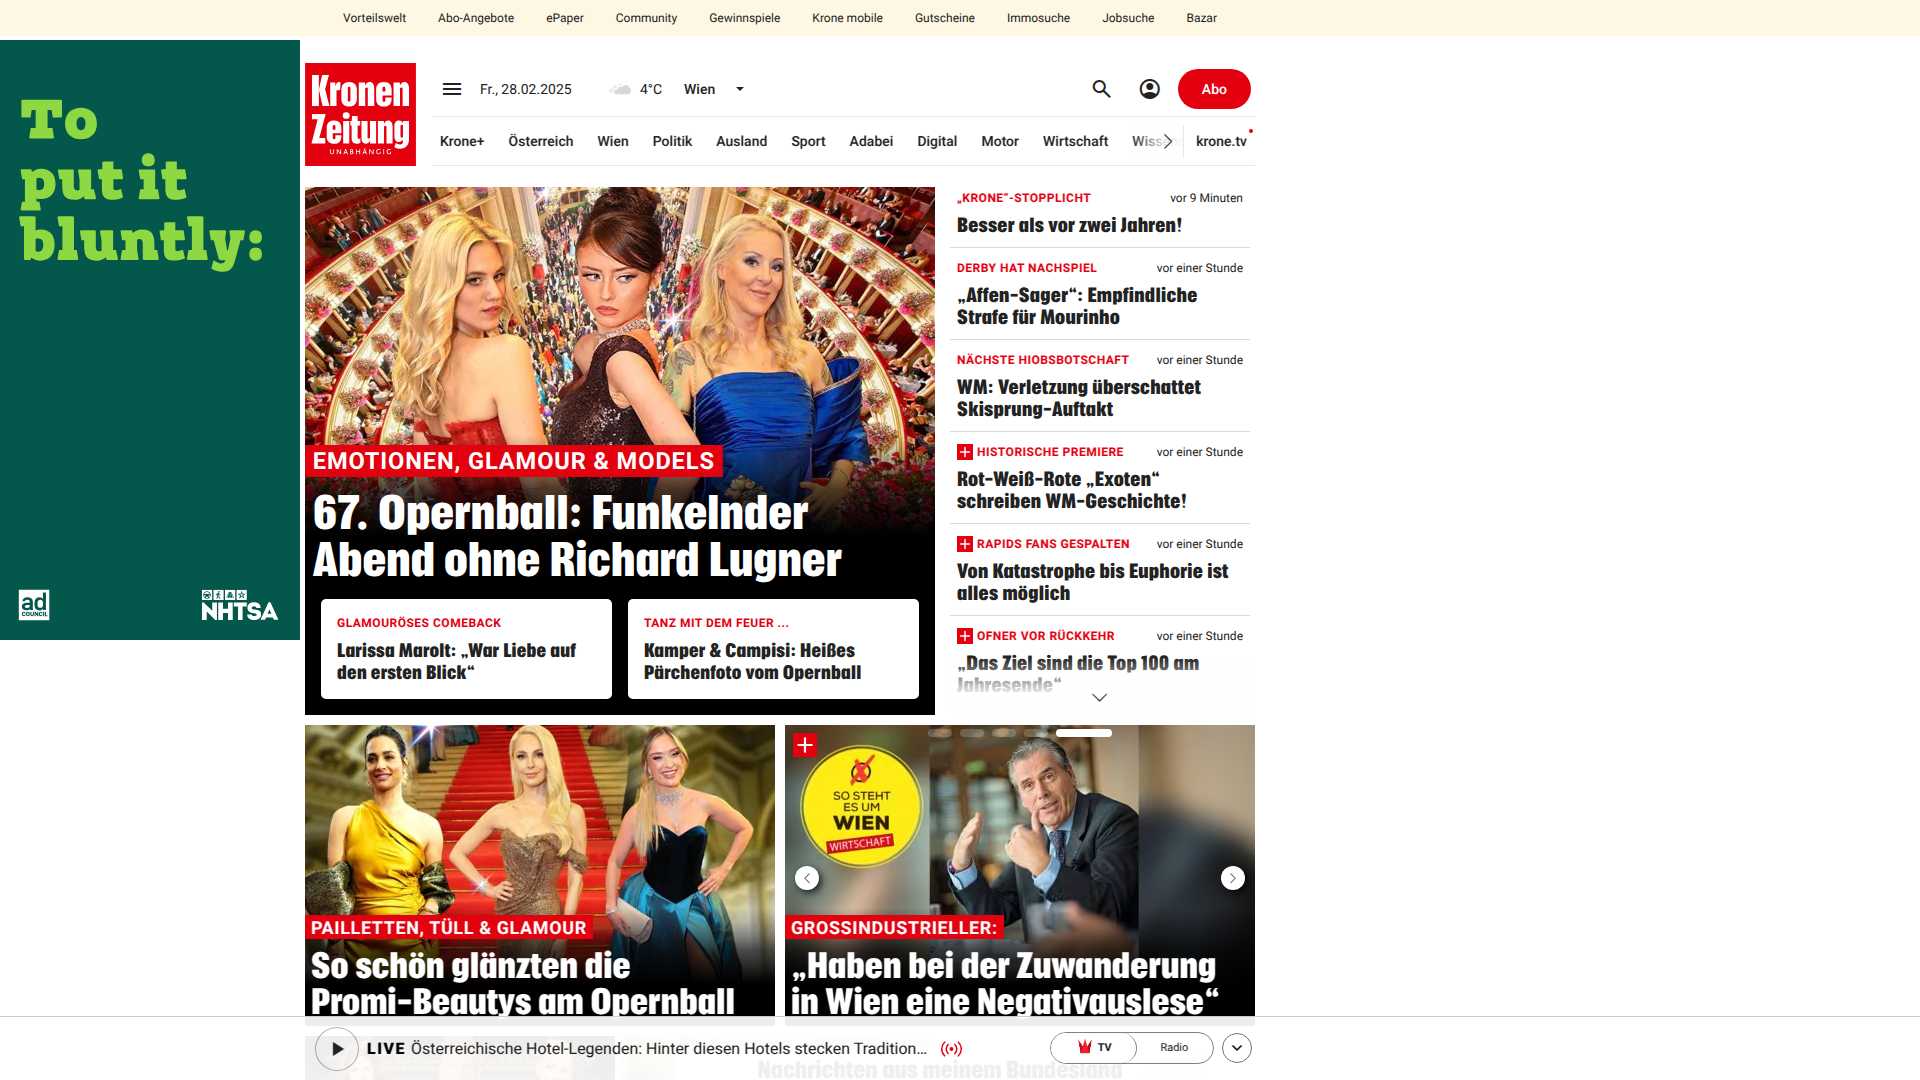 Vorteilswelt Abo-Angebote ePaper Community Gewinnspiele Krone mobile Gutscheine Immosuche Jobsuche Bazar
To
put it
bluntly:
ad
COUNCIL
NHTSA
Kronen
Zeitung
UNABHÄNGIG
Fr., 28.02.2025 4°C Wien
Abo
Krone+ Österreich Wien Politik Ausland Sport Adabei Digital Motor Wirtschaft krone.tv
EMOTIONEN, GLAMOUR & MODELS
67. Opernball: Funkelnder
Abend ohne Richard Lugner
GLAMOURÖSES COMEBACK
Larissa Marolt: „War Liebe auf
den ersten Blick“
TANZ MIT DEM FEUER ...
Kamper & Campisi: Heißes
Pärchenfoto vom Opernball
„KRONE“-STOPPLICHT vor 9 Minuten
Besser als vor zwei Jahren!
DERBY HAT NACHSPIEL vor einer Stunde
„Affen-Sager“: Empfindliche
Strafe für Mourinho
NÄCHSTE HIOBSBOTSCHAFT vor einer Stunde
WM: Verletzung überschattet
Skisprung-Auftakt
HISTORISCHE PREMIERE vor einer Stunde
Rot-Weiß-Rote „Exoten“
schreiben WM-Geschichte!
RAPIDS FANS GESPALTEN vor einer Stunde
Von Katastrophe bis Euphorie ist
alles möglich
OFNER VOR RÜCKKEHR vor einer Stunde
„Das Ziel sind die Top 100 am
Jahresende“
PAILLETTEN, TÜLL & GLAMOUR
So schön glänzten die
Promi-Beautys am Opernball
SO STEHT
ES UM
WIEN
WIRTSCHAFT
GROSSINDUSTRIELLER:
„Haben bei der Zuwanderung
in Wien eine Negativauslese“
LIVE Österreichische Hotel-Legenden: Hinter diesen Hotels stecken Tradition...
TV Radio
Nachrichten aus meinem Bundesland